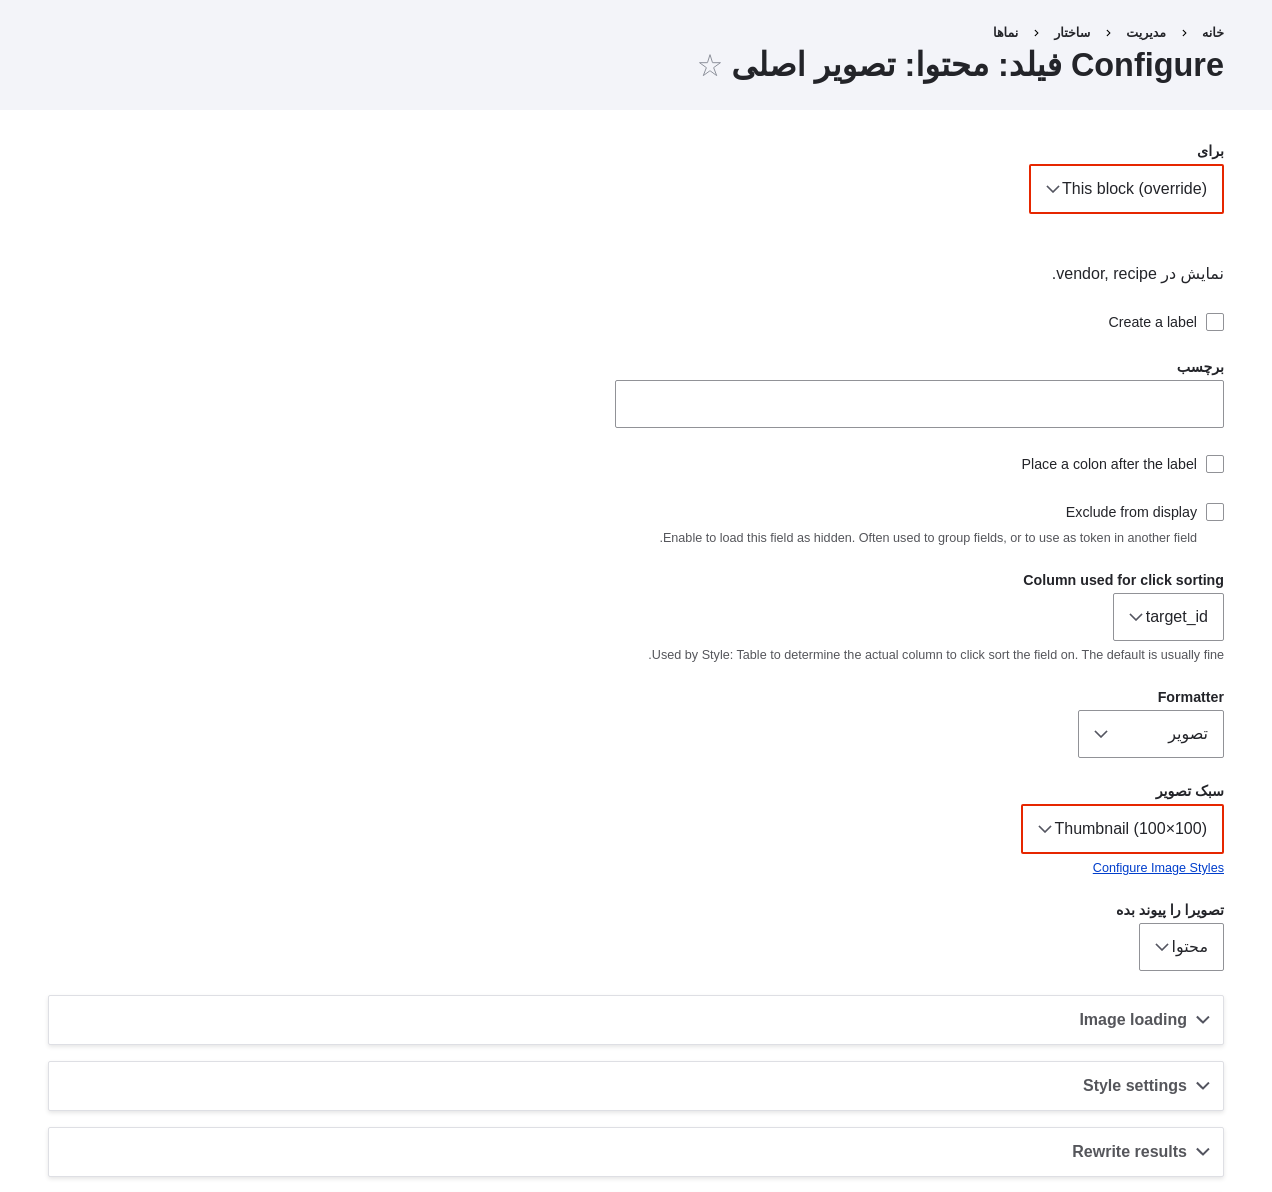 خانه › مدیریت › ساختار › نماها
Configure فیلد: محتوا: تصویر اصلی ☆
برای
This block (override)
نمایش در vendor, recipe.
Create a label
برچسب
Place a colon after the label
Exclude from display
Enable to load this field as hidden. Often used to group fields, or to use as token in another field.
Column used for click sorting
target_id
Used by Style: Table to determine the actual column to click sort the field on. The default is usually fine.
Formatter
تصویر
سبک تصویر
Thumbnail (100×100)
Configure Image Styles
تصویرا را پیوند بده
محتوا
Image loading
Style settings
Rewrite results